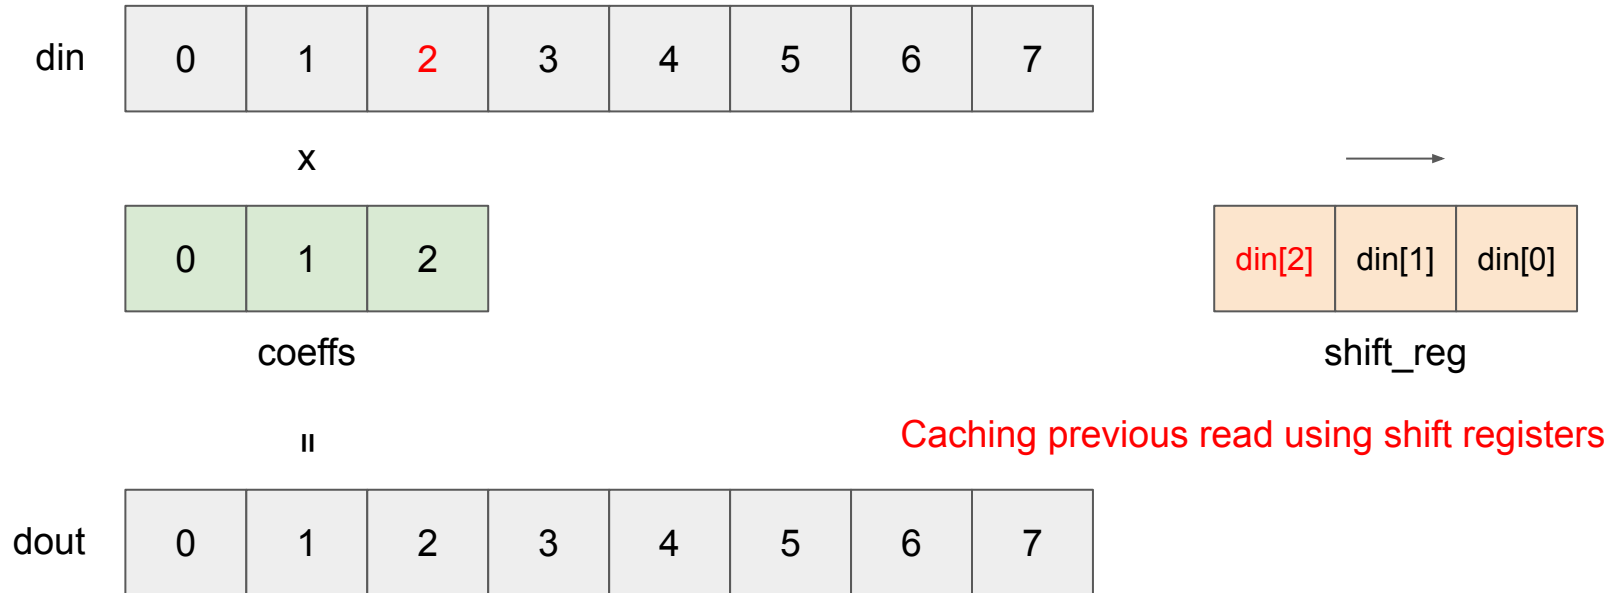 din 0 1 2 3 4 5 6 7
x
0 1 2 din[2] din[1] din[0]
coeffs shift_reg
= Caching previous read using shift registers
dout 0 1 2 3 4 5 6 7